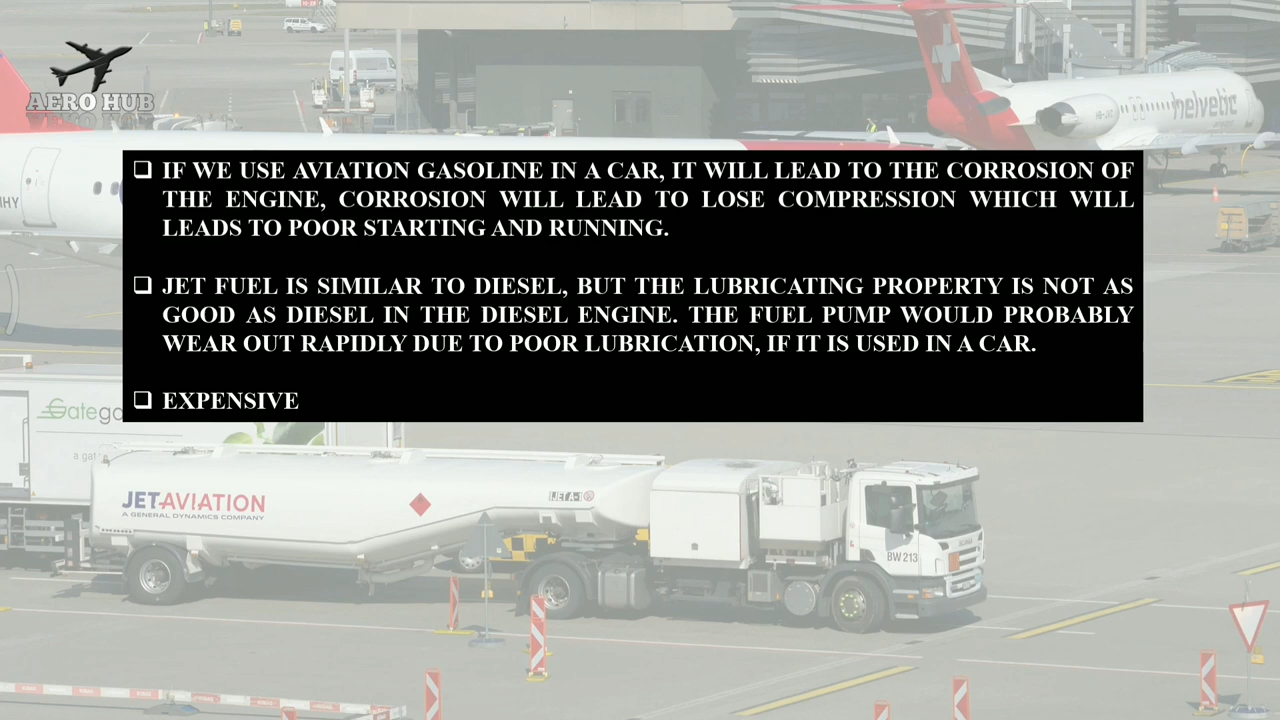 AERO HUB
helvetic
❑ IF WE USE AVIATION GASOLINE IN A CAR, IT WILL LEAD TO THE CORROSION OF
THE ENGINE, CORROSION WILL LEAD TO LOSE COMPRESSION WHICH WILL
LEADS TO POOR STARTING AND RUNNING.
❑ JET FUEL IS SIMILAR TO DIESEL, BUT THE LUBRICATING PROPERTY IS NOT AS
GOOD AS DIESEL IN THE DIESEL ENGINE. THE FUEL PUMP WOULD PROBABLY
WEAR OUT RAPIDLY DUE TO POOR LUBRICATION, IF IT IS USED IN A CAR.
❑ EXPENSIVE
JET AVIATION
A GENERAL DYNAMICS COMPANY
JET A-1
SCANIA
BW 213